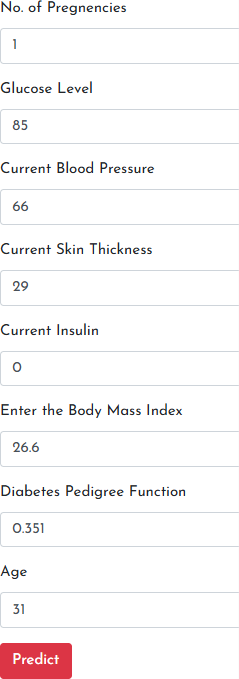 No. of Pregnencies
1
Glucose Level
85
Current Blood Pressure
66
Current Skin Thickness
29
Current Insulin
0
Enter the Body Mass Index
26.6
Diabetes Pedigree Function
0.351
Age
31
Predict